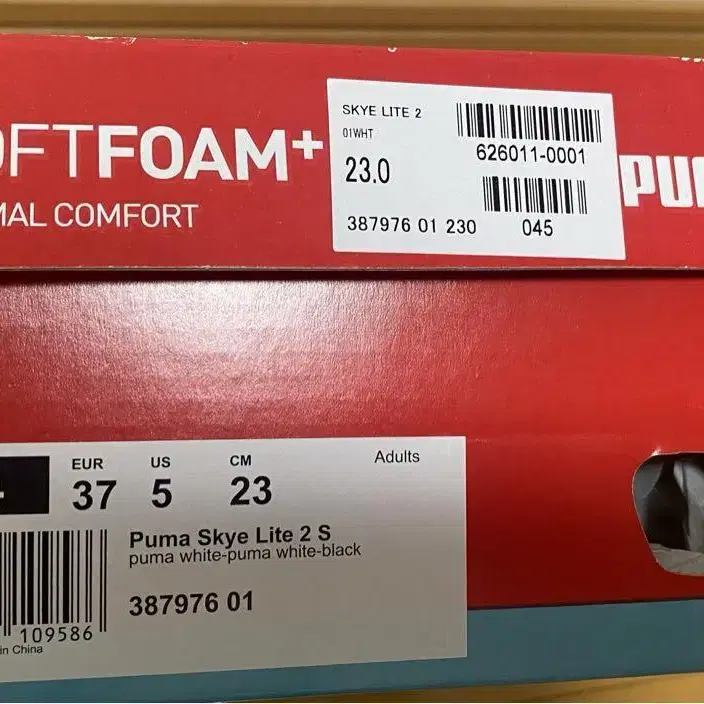 OFTFOAM+
MAL COMFORT
SKYE LITE 2
01WHT
23.0
387976 01 230
626011-0001
045
PUM
EUR US CM Adults
37 5 23
Puma Skye Lite 2 S
puma white-puma white-black
387976 01
109586
in China